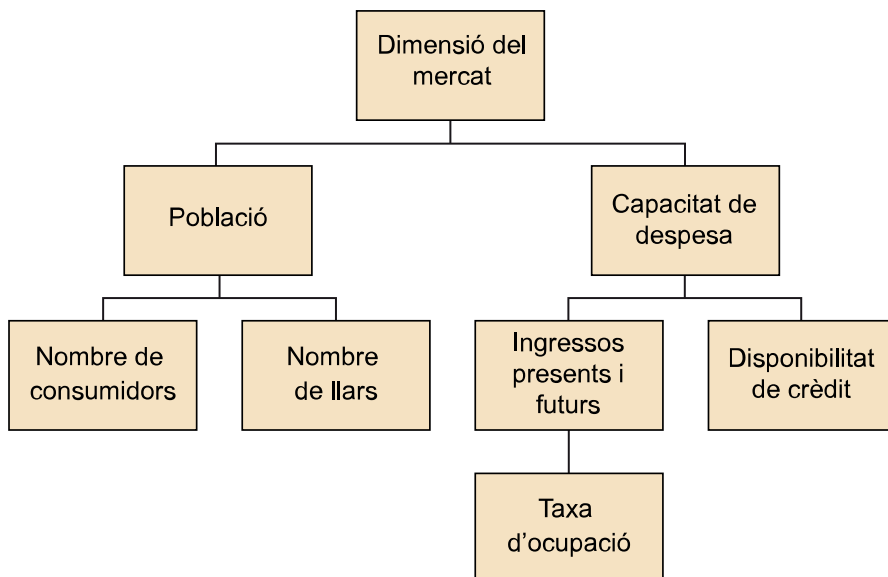 Dimensió del
mercat
Població
Capacitat de
despesa
Nombre de
consumidors
Nombre
de llars
Ingressos
presents i
futurs
Disponibilitat
de crèdit
Taxa
d’ocupació